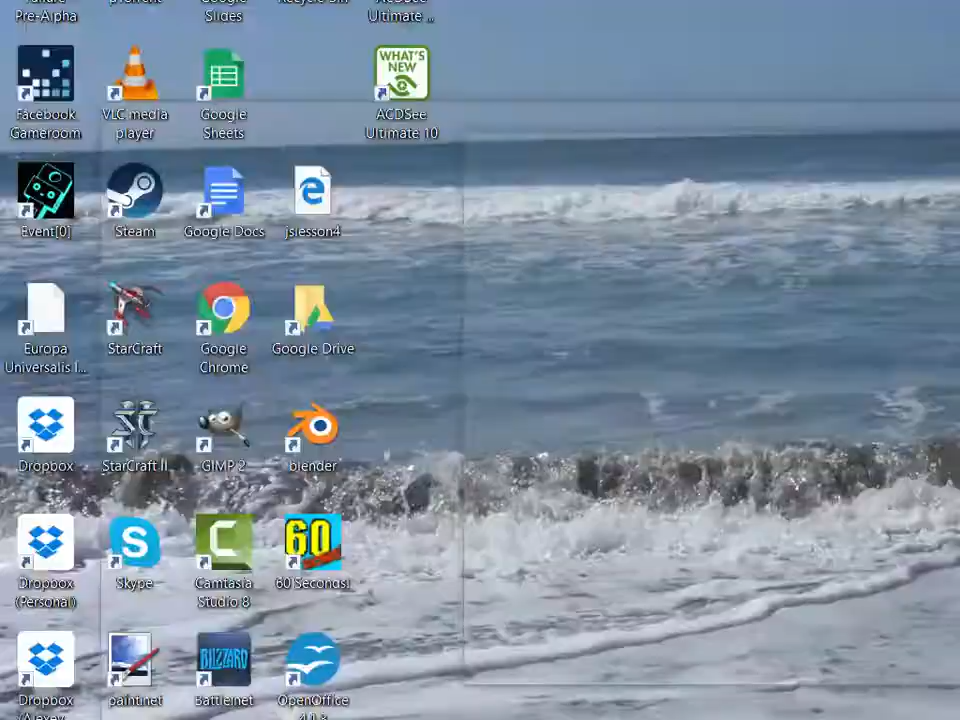 Pre-Alpha
Slides
Ultimate ...
WHAT'S
NEW
Facebook
Gameroom
VLC media
player
Google
Sheets
ACDSee
Ultimate 10
Event[0]
Steam
Google Docs
jslesson4
Europa
Universalis I...
StarCraft
Google
Chrome
Google Drive
Dropbox
StarCraft II
GIMP 2
blender
60
Dropbox
(Personal)
Skype
Camtasia
Studio 8
60 Seconds!
BLIZZARD
Dropbox
paint.net
Battle.net
OpenOffice